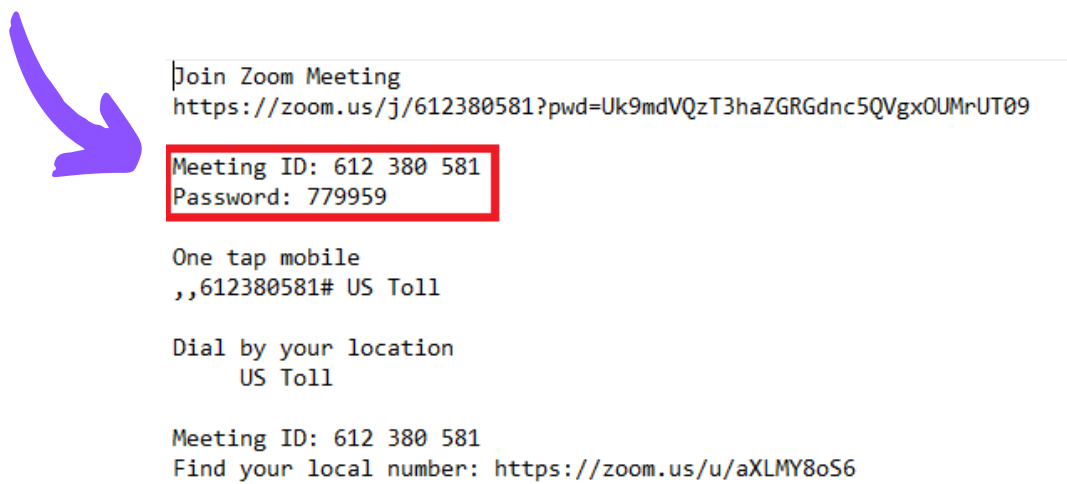 Join Zoom Meeting
https://zoom.us/j/612380581?pwd=Uk9mdVQzT3haZGRGdnc5QVgxOUMrUT09
Meeting ID: 612 380 581
Password: 779959
One tap mobile
,,612380581# US Toll
Dial by your location
US Toll
Meeting ID: 612 380 581
Find your local number: https://zoom.us/u/aXLMY8oS6